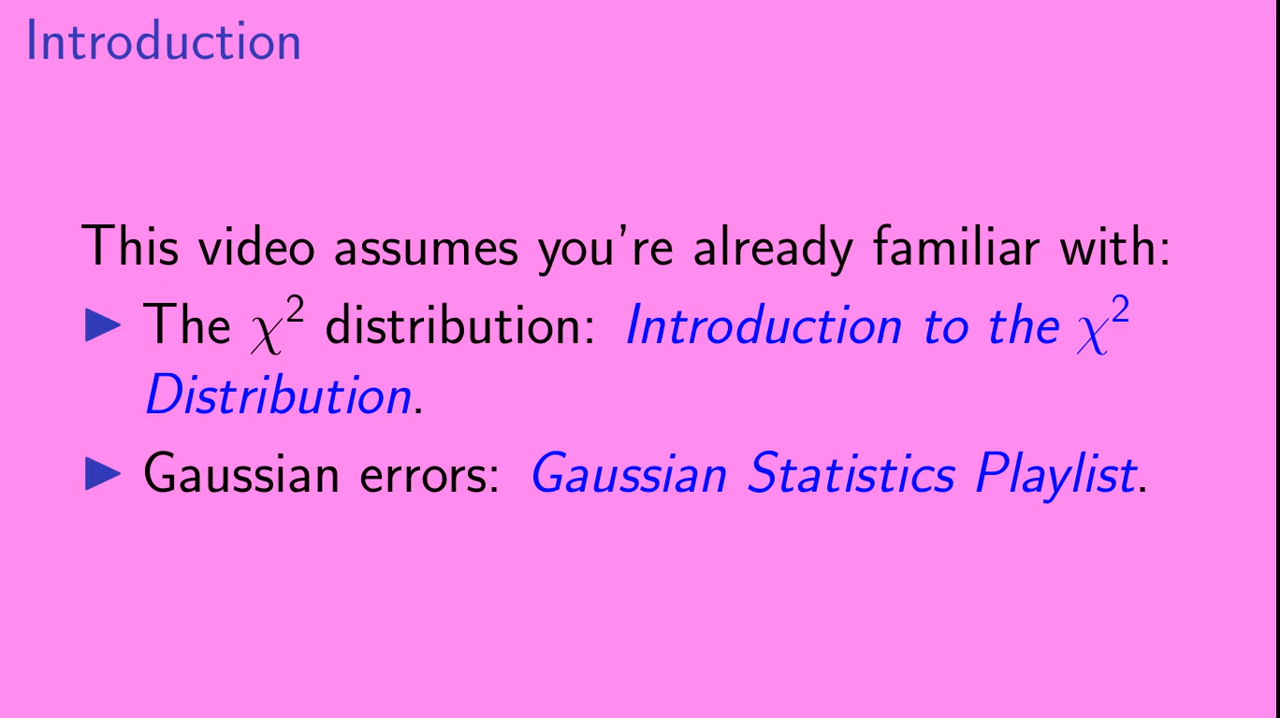 Introduction
This video assumes you're already familiar with:
▶ The χ² distribution: Introduction to the χ²
Distribution.
▶ Gaussian errors: Gaussian Statistics Playlist.